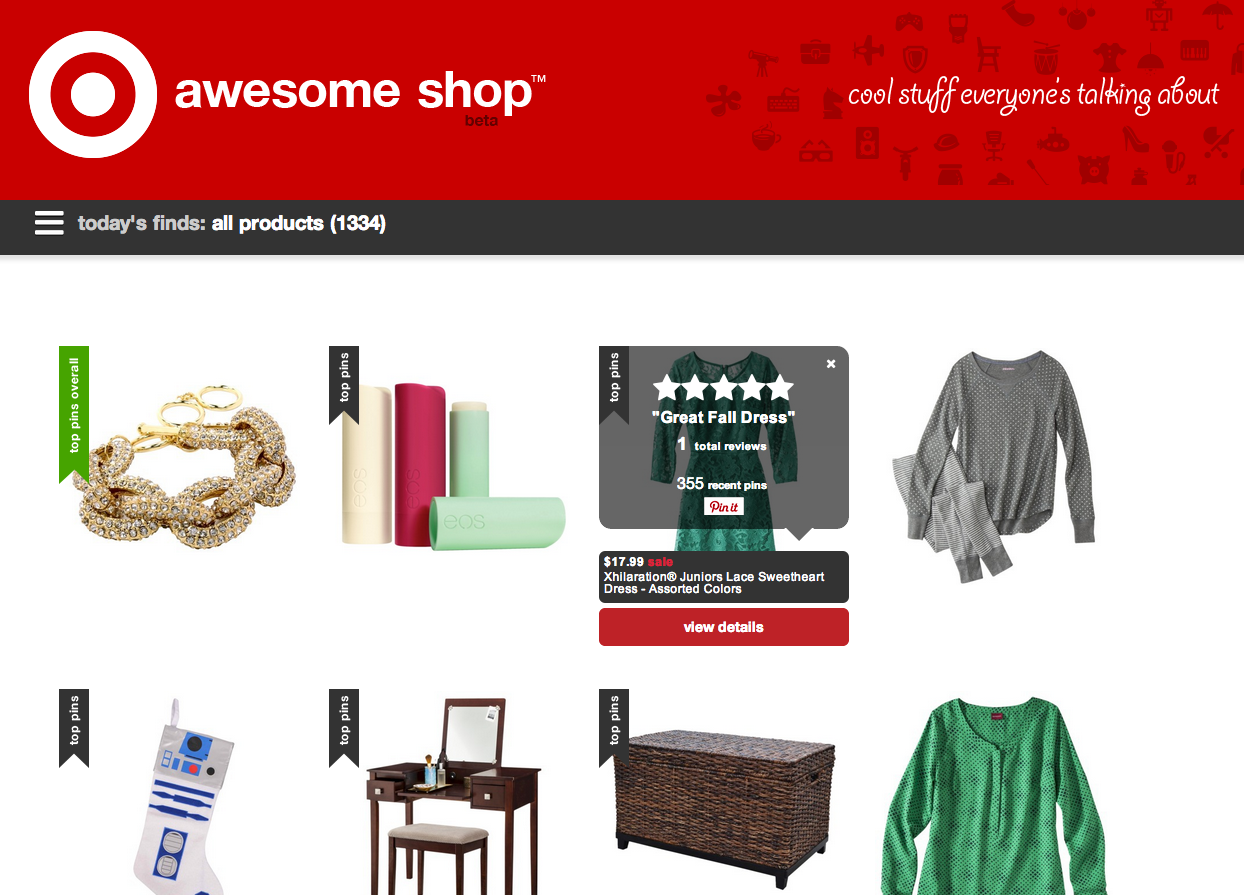 awesome shop™
beta
cool stuff everyone's talking about
today's finds: all products (1334)
top pins overall
top pins
eos
eos
eos
top pins
"Great Fall Dress"
1 total reviews
355 recent pins
Pin it
$17.99 sale
Xhilaration® Juniors Lace Sweetheart
Dress - Assorted Colors
view details
top pins
top pins
top pins